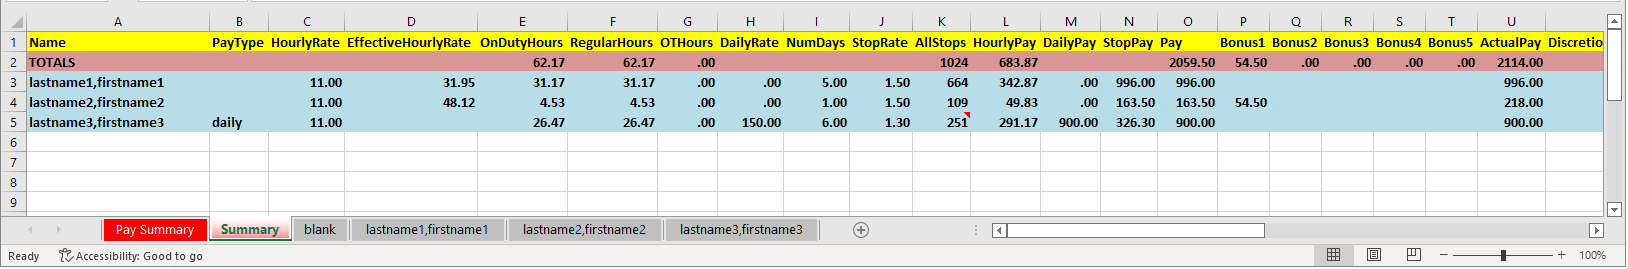 A B C D E F G H I J K L M N O P Q R S T U
1 Name PayType HourlyRate EffectiveHourlyRate OnDutyHours RegularHours OTHours DailyRate NumDays StopRate AllStops HourlyPay DailyPay StopPay Pay Bonus1 Bonus2 Bonus3 Bonus4 Bonus5 ActualPay Discretio
2 TOTALS 62.17 62.17 .00 1024 683.87 2059.50 54.50 .00 .00 .00 .00 2114.00
3 lastname1,firstname1 11.00 31.95 31.17 31.17 .00 .00 5.00 1.50 664 342.87 .00 996.00 996.00 996.00
4 lastname2,firstname2 11.00 48.12 4.53 4.53 .00 .00 1.00 1.50 109 49.83 .00 163.50 163.50 54.50 218.00
5 lastname3,firstname3 daily 11.00 26.47 26.47 .00 150.00 6.00 1.30 251 291.17 900.00 326.30 900.00 900.00
6
7
8
9
Pay Summary Summary blank lastname1,firstname1 lastname2,firstname2 lastname3,firstname3
Ready Accessibility: Good to go 100%